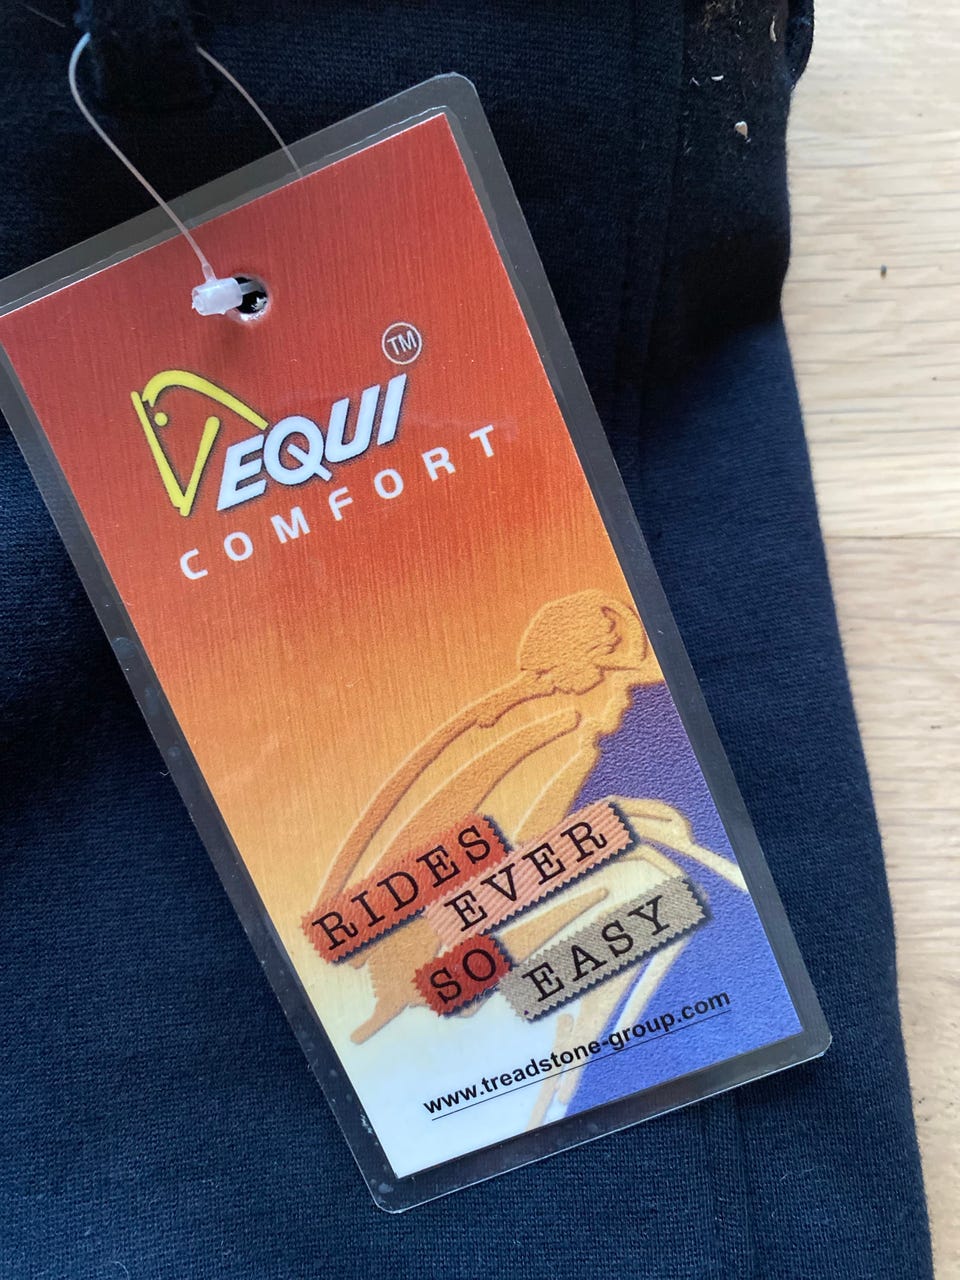 EQUI TM
COMFORT
RIDES
EVER
SO EASY
www.treadstone-group.com